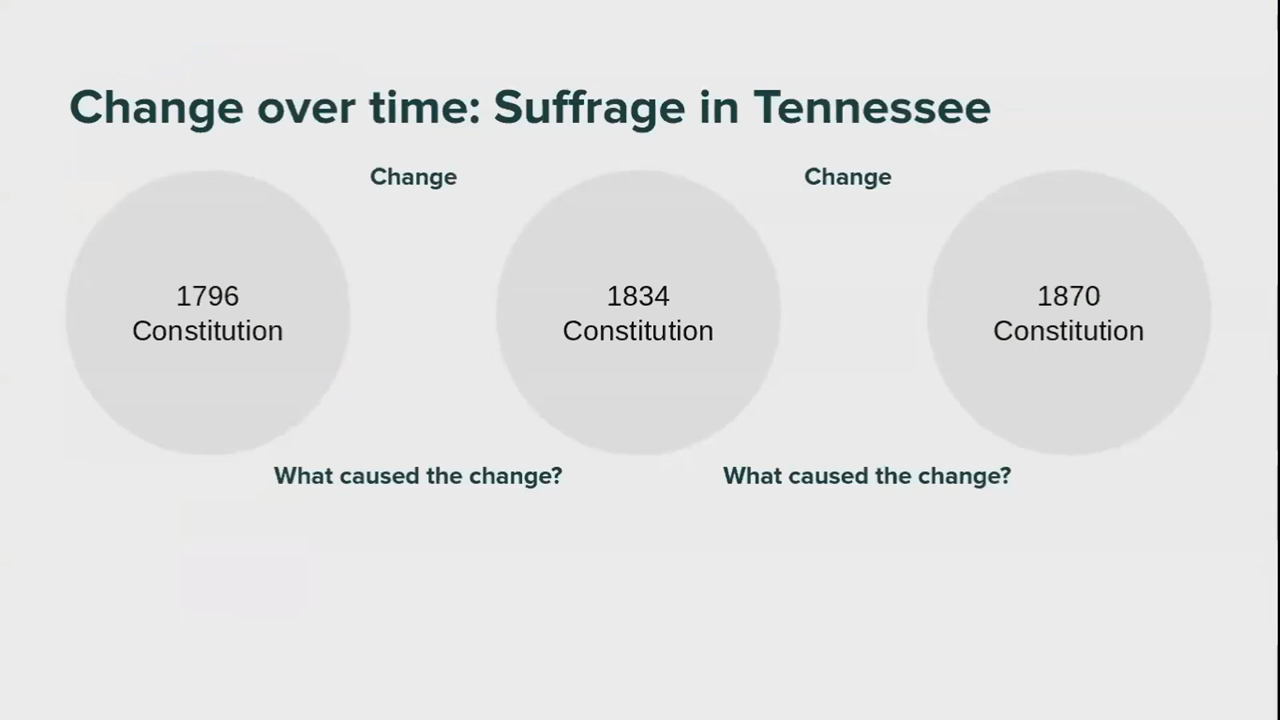 Change over time: Suffrage in Tennessee
Change
Change
1796
Constitution
1834
Constitution
1870
Constitution
What caused the change?
What caused the change?